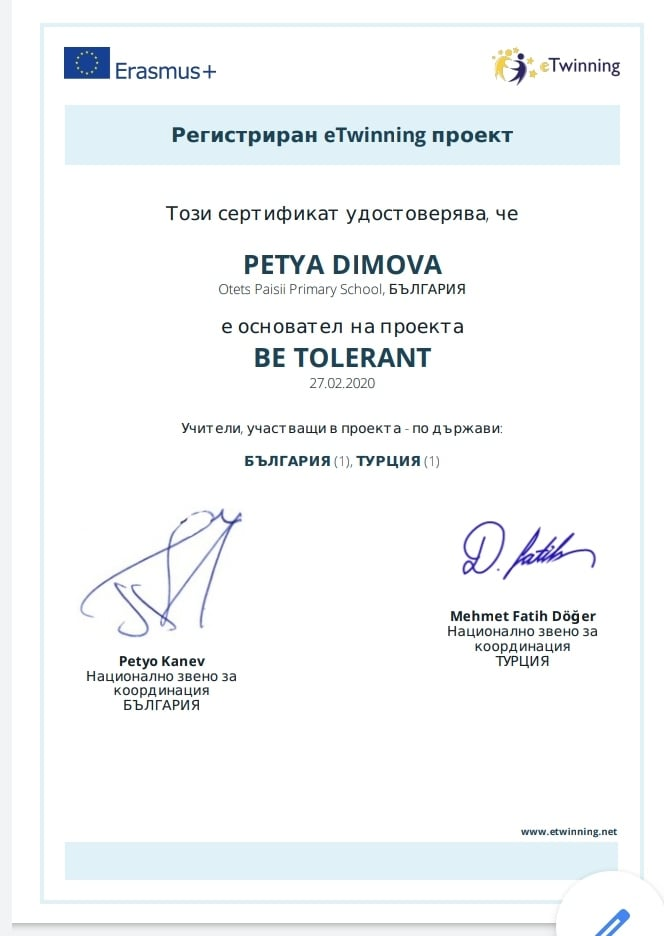 Erasmus+
eTwinning
Регистриран eTwinning проект
Този сертификат удостоверява, че
PETYA DIMOVA
Otets Paisii Primary School, БЪЛГАРИЯ
е основател на проекта
BE TOLERANT
27.02.2020
Учители, участващи в проекта - по държави:
БЪЛГАРИЯ (1), ТУРЦИЯ (1)
D. fatih
Petyo Kanev
Национално звено за
координация
БЪЛГАРИЯ
Mehmet Fatih Döğer
Национално звено за
координация
ТУРЦИЯ
www.etwinning.net